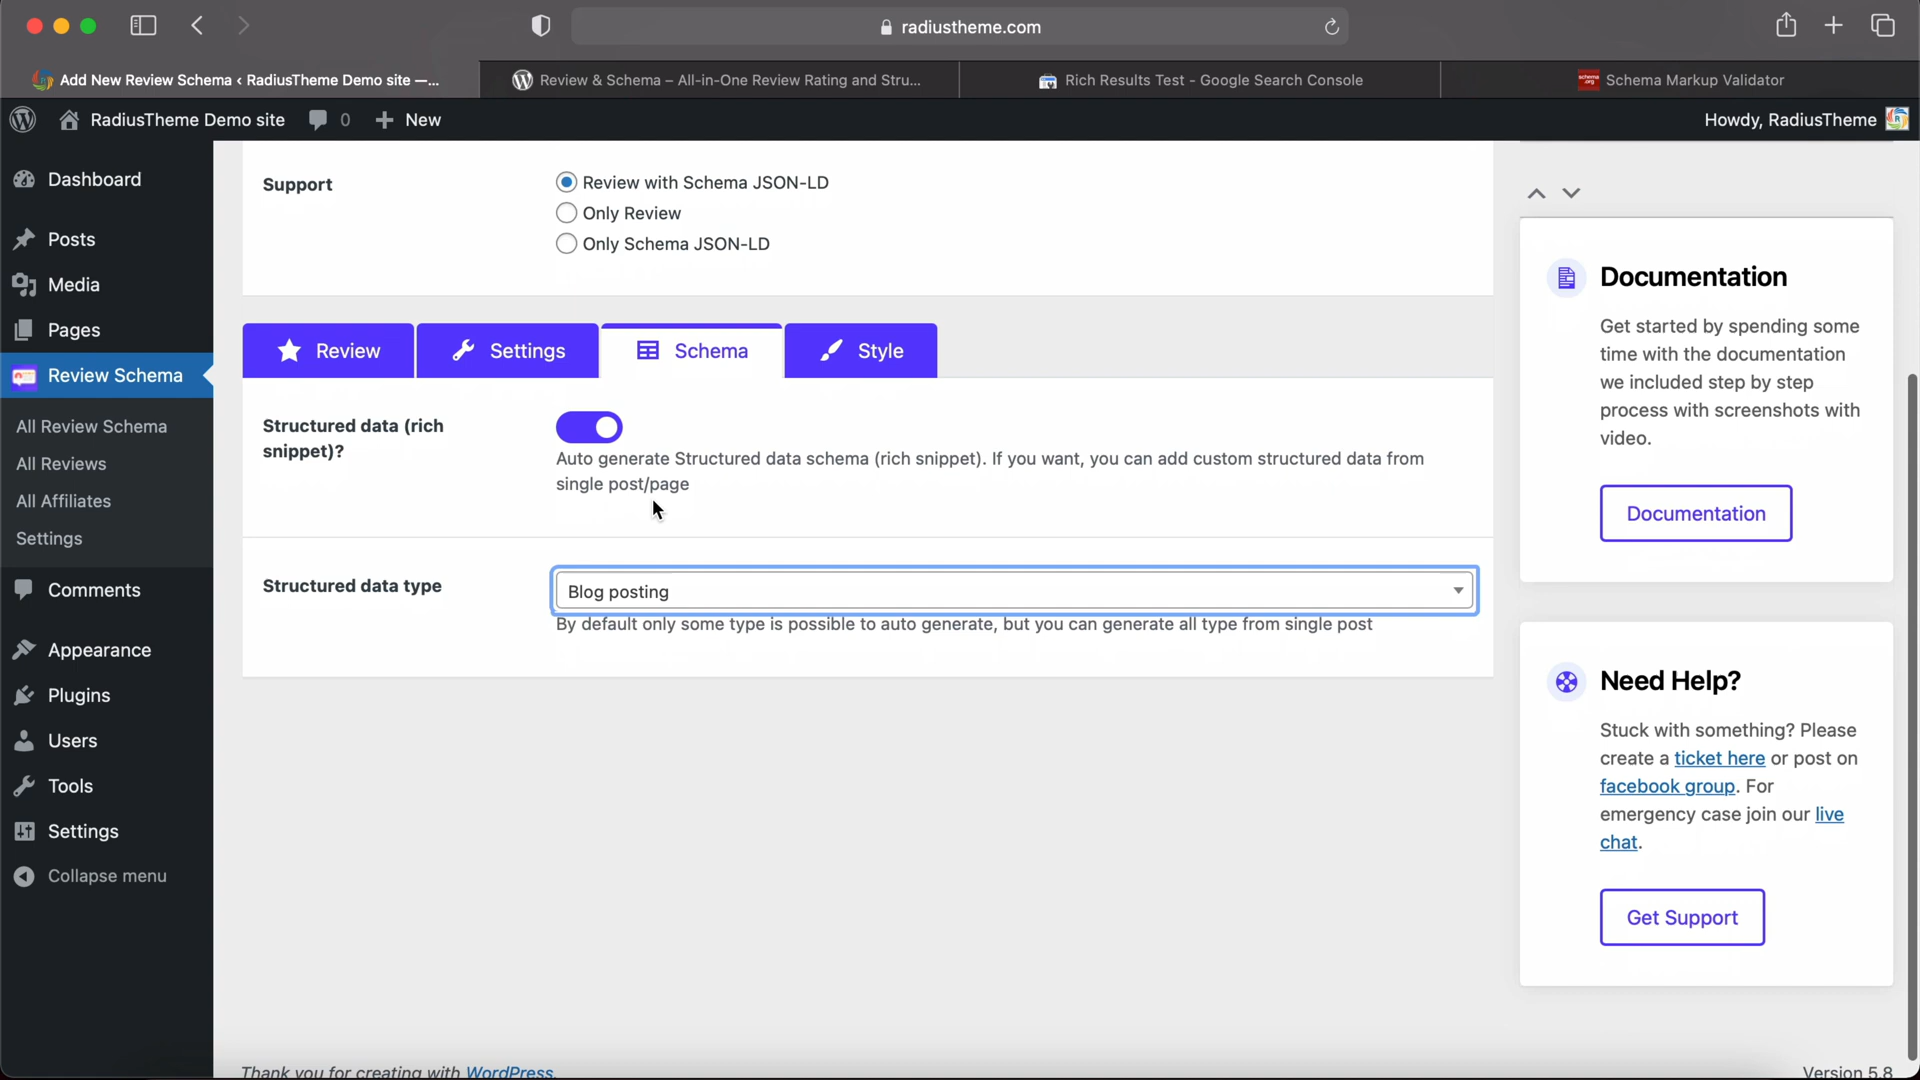 radiustheme.com
Add New Review Schema < RadiusTheme Demo site —...
Review & Schema – All-in-One Review Rating and Stru...
Rich Results Test - Google Search Console
Schema Markup Validator
RadiusTheme Demo site
0
New
Howdy, RadiusTheme
Dashboard
Posts
Media
Pages
Review Schema
All Review Schema
All Reviews
All Affiliates
Settings
Comments
Appearance
Plugins
Users
Tools
Settings
Collapse menu
Support
Review with Schema JSON-LD
Only Review
Only Schema JSON-LD
Review
Settings
Schema
Style
Structured data (rich
snippet)?
Auto generate Structured data schema (rich snippet). If you want, you can add custom structured data from
single post/page
Structured data type
Blog posting
By default only some type is possible to auto generate, but you can generate all type from single post
Documentation
Get started by spending some
time with the documentation
we included step by step
process with screenshots with
video.
Documentation
Need Help?
Stuck with something? Please
create a ticket here or post on
facebook group. For
emergency case join our live
chat.
Get Support
Thank you for creating with WordPress.
Version 5.8